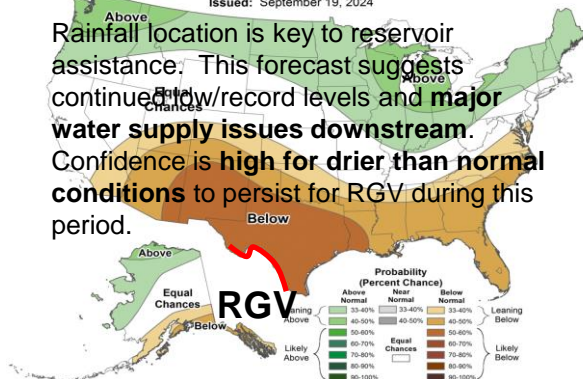 Issued: September 19, 2024
Above
Rainfall location is key to reservoir
assistance. This forecast suggests
Above
Equal
Chances
continued low/record levels and major
water supply issues downstream.
Confidence is high for drier than normal
conditions to persist for RGV during this
period.
Below
Above
Equal
Chances
Below
RGV
Probability
(Percent Chance)
Above Normal
Near Normal
Below Normal
Leaning Above
33-40% 33-40% 33-40%
40-50% 40-50% 40-50%
Leaning Below
Likely Above
50-60% 50-60%
60-70% 60-70%
70-80% 70-80%
80-90% 80-90%
90-100% 90-100%
Equal Chances
Likely Below